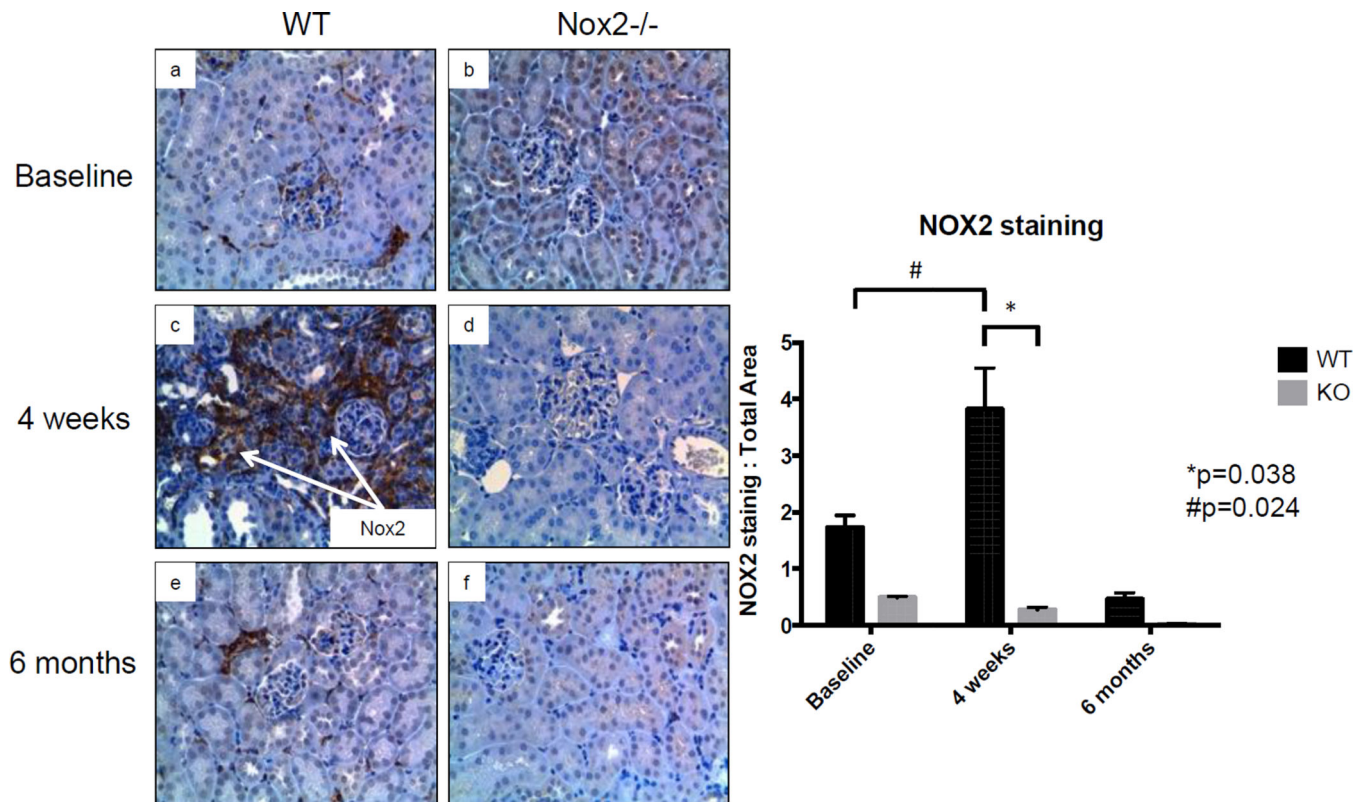 WT
Nox2-/-
Baseline
a
b
4 weeks
c
d
Nox2
6 months
e
f
NOX2 staining
#
*
NOX2 stainig : Total Area
5
4
3
2
1
0
Baseline
4 weeks
6 months
WT
KO
*p=0.038
#p=0.024